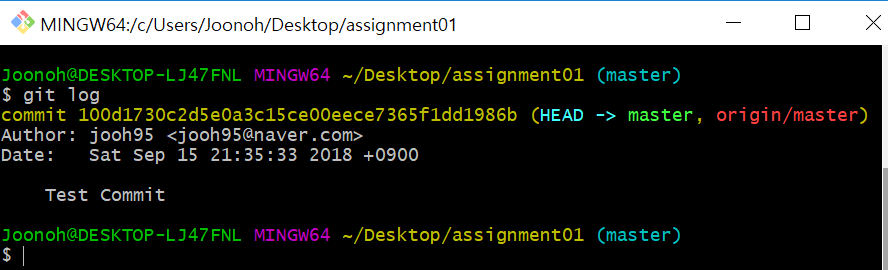 MINGW64:/c/Users/Joonoh/Desktop/assignment01
Joonoh@DESKTOP-LJ47FNL MINGW64 ~/Desktop/assignment01 (master)
$ git log
commit 100d1730c2d5e0a3c15ce00eece7365f1dd1986b (HEAD -> master, origin/master)
Author: jooh95 <jooh95@naver.com>
Date:   Sat Sep 15 21:35:33 2018 +0900
Test Commit
Joonoh@DESKTOP-LJ47FNL MINGW64 ~/Desktop/assignment01 (master)
$